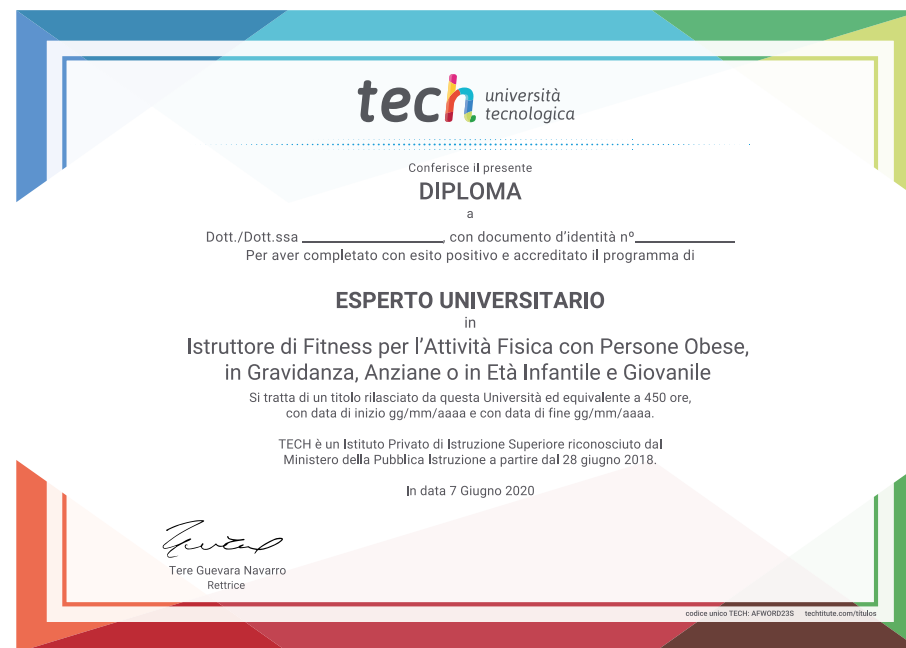 tech università
tecnologica
Conferisce il presente
DIPLOMA
a
Dott./Dott.ssa ____________________, con documento d'identità nº______________
Per aver completato con esito positivo e accreditato il programma di
ESPERTO UNIVERSITARIO
in
Istruttore di Fitness per l'Attività Fisica con Persone Obese,
in Gravidanza, Anziane o in Età Infantile e Giovanile
Si tratta di un titolo rilasciato da questa Università ed equivalente a 450 ore,
con data di inizio gg/mm/aaaa e con data di fine gg/mm/aaaa.
TECH è un Istituto Privato di Istruzione Superiore riconosciuto dal
Ministero della Pubblica Istruzione a partire dal 28 giugno 2018.
In data 7 Giugno 2020
Tere Guevara Navarro
Rettrice
codice unico TECH: AFWORD23S techtitute.com/titulos